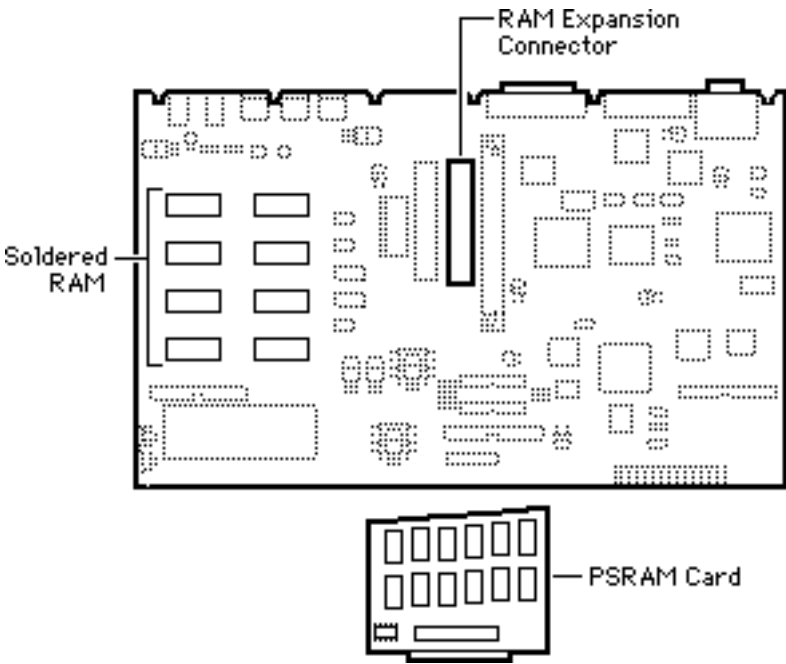 RAM Expansion
Connector
Soldered
RAM
PSRAM Card